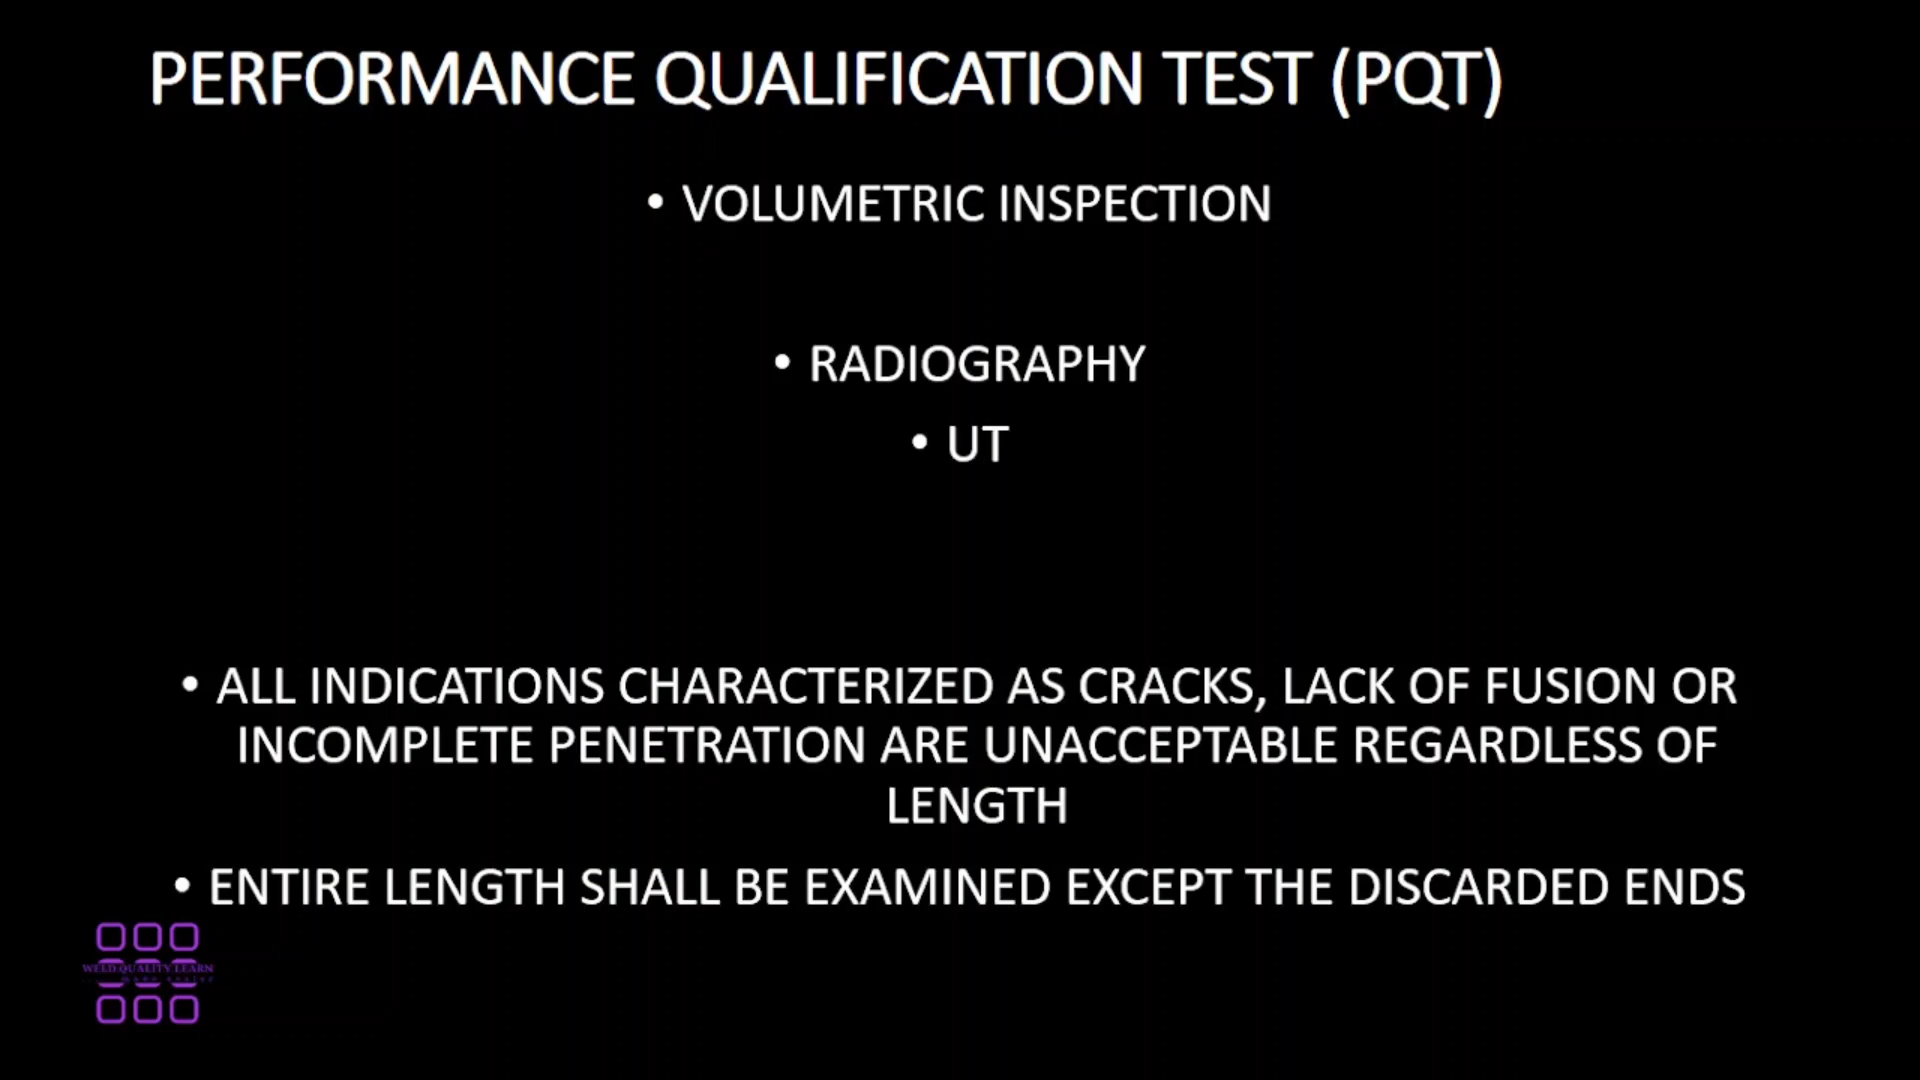 PERFORMANCE QUALIFICATION TEST (PQT)
• VOLUMETRIC INSPECTION
• RADIOGRAPHY
• UT
• ALL INDICATIONS CHARACTERIZED AS CRACKS, LACK OF FUSION OR
INCOMPLETE PENETRATION ARE UNACCEPTABLE REGARDLESS OF
LENGTH
• ENTIRE LENGTH SHALL BE EXAMINED EXCEPT THE DISCARDED ENDS
WELD QUALITY LEARN